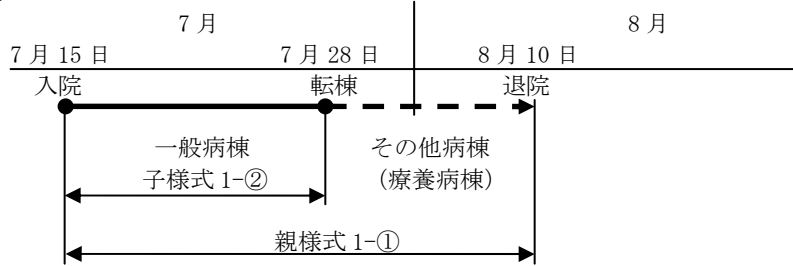 7月 8月
7月15日 7月28日 8月10日
入院 転棟 退院
一般病棟 その他病棟
子様式1-② （療養病棟）
親様式1-①